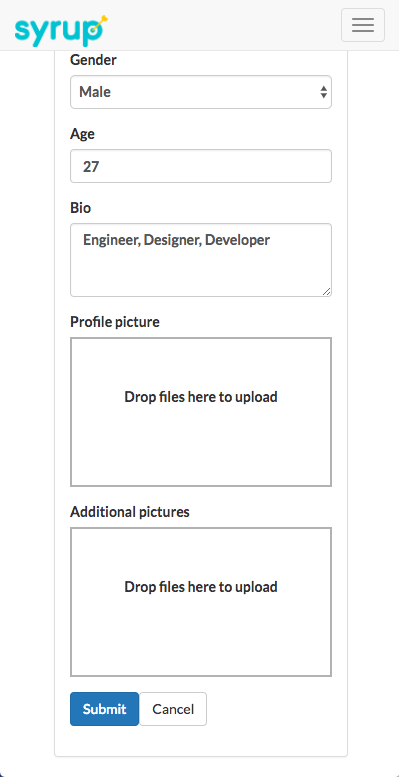 syrup
Gender
Male
Age
27
Bio
Engineer, Designer, Developer
Profile picture
Drop files here to upload
Additional pictures
Drop files here to upload
Submit Cancel